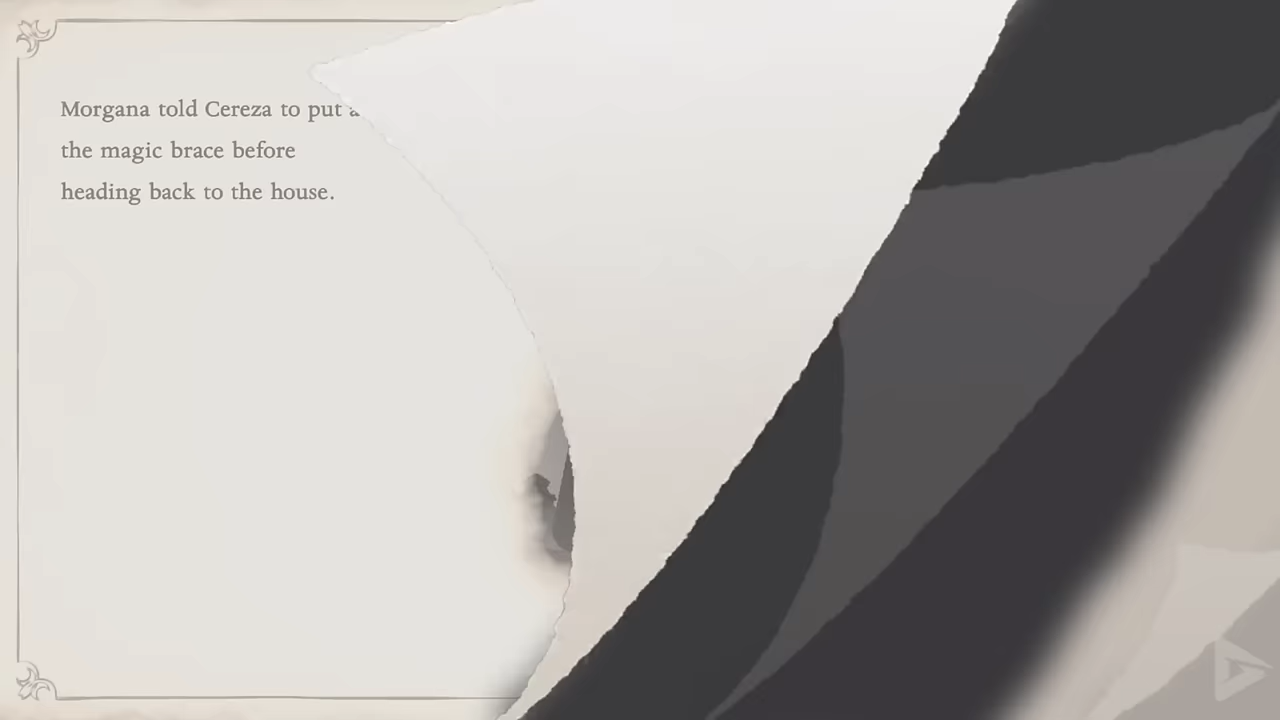 Morgana told Cereza to put
the magic brace before
heading back to the house.